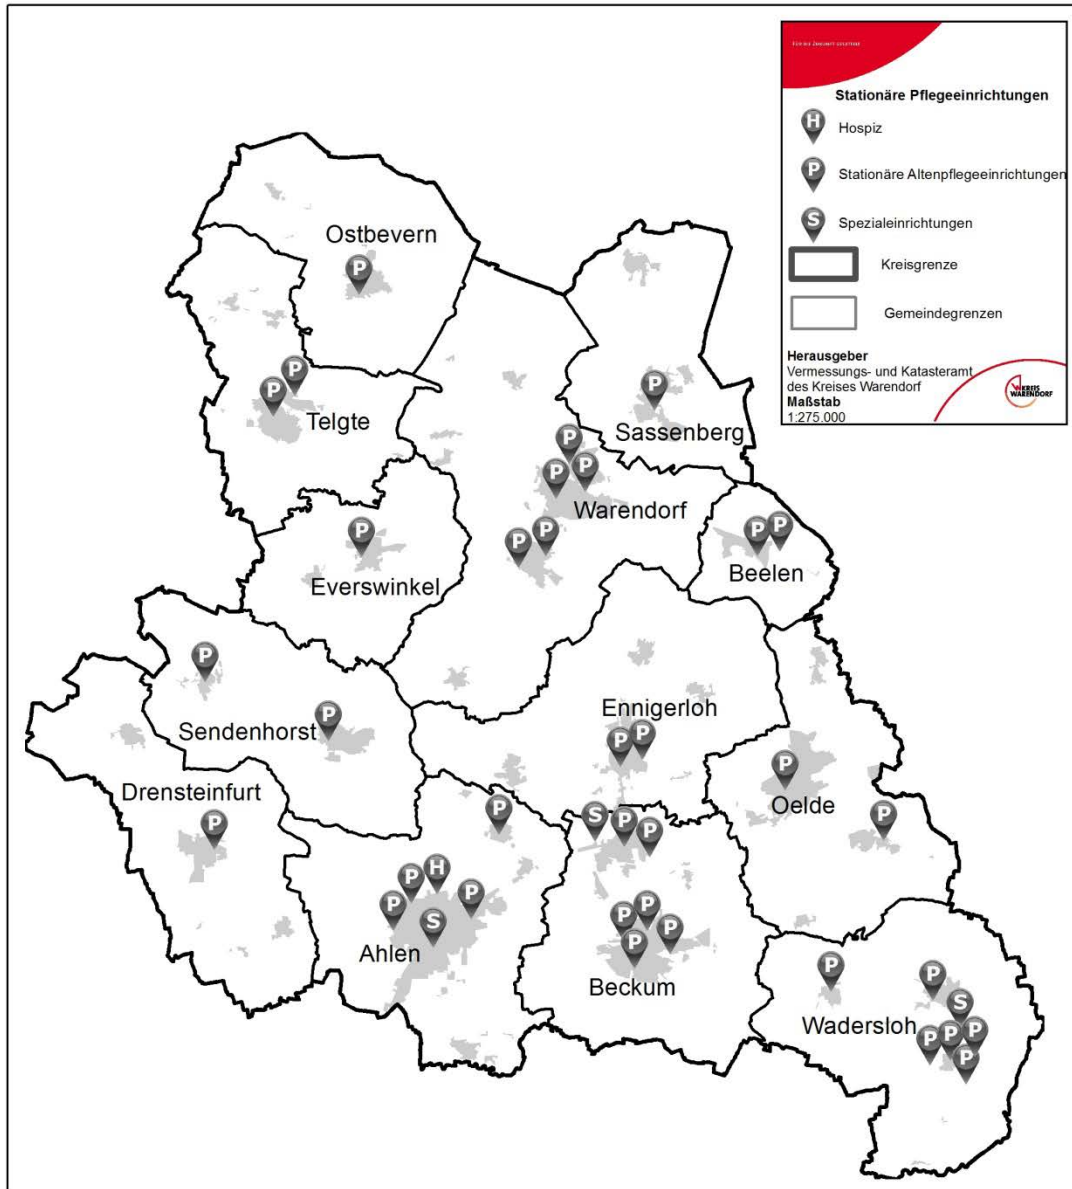 Stationäre Pflegeeinrichtungen
H
Hospiz
P
Stationäre Altenpflegeeinrichtungen
S
Spezialeinrichtungen
Kreisgrenze
Gemeindegrenzen
Herausgeber
Vermessungs- und Katasteramt
des Kreises Warendorf
Maßstab
1:275.000
KREIS
WARENDORF
Ostbevern
P
P
P
Telgte
P
Sassenberg
P
P
P
Warendorf
P
P
P
Everswinkel
P
P
Beelen
P
P
Sendenhorst
Ennigerloh
P
P
P
Oelde
P
Drensteinfurt
P
P
H
P
P
P
S
Ahlen
S
P
P
P
P
P
P
Beckum
P
P
S
Wadersloh
P
P
P
P